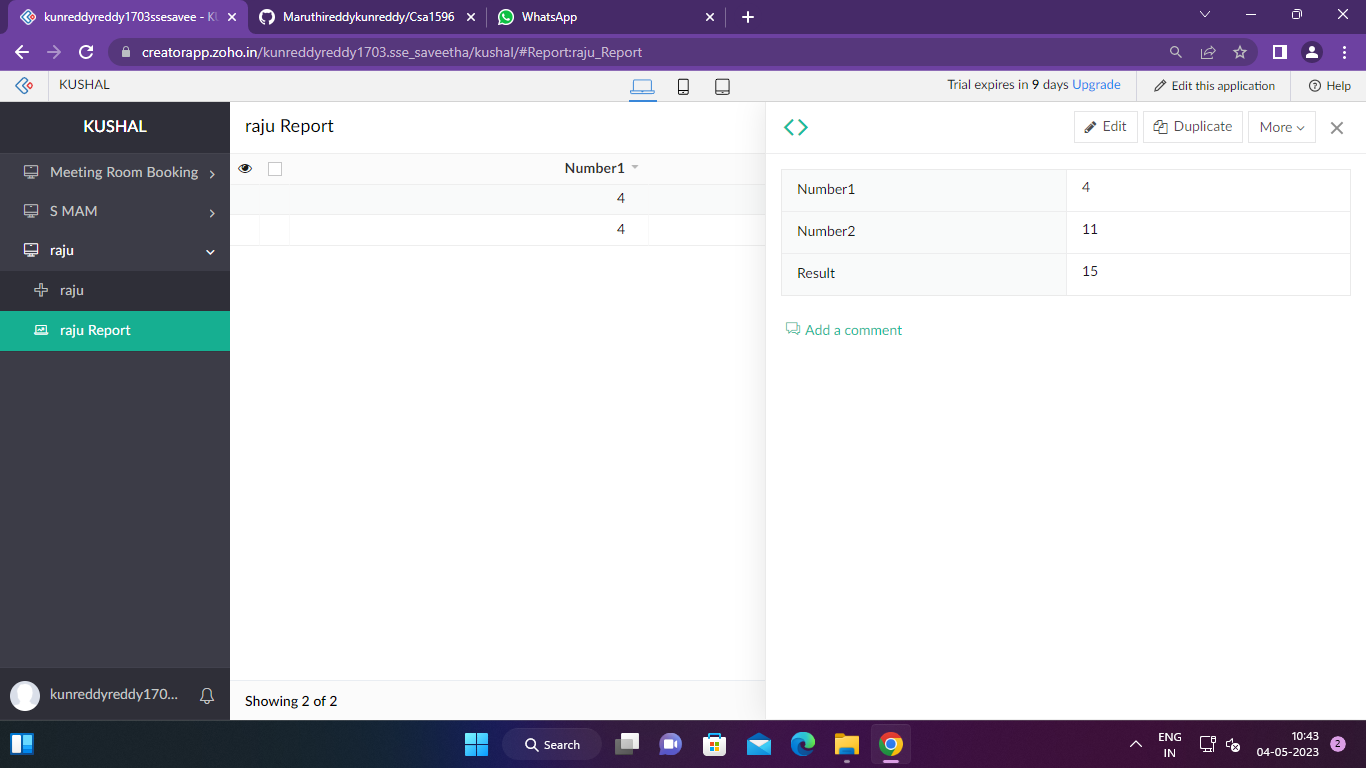 kunreddyreddy1703ssesavee - KU
Maruthireddykunreddy/Csa1596
WhatsApp
creatorapp.zoho.in/kunreddyreddy1703.sse_saveetha/kushal/#Report:raju_Report
KUSHAL
Trial expires in 9 days Upgrade
Edit this application
Help
KUSHAL
Meeting Room Booking
S MAM
raju
raju
raju Report
kunreddyreddy170...
raju Report
Number1
4
4
Showing 2 of 2
Edit
Duplicate
More
Number1 4
Number2 11
Result 15
Add a comment
Search
ENG
IN
10:43
04-05-2023
2